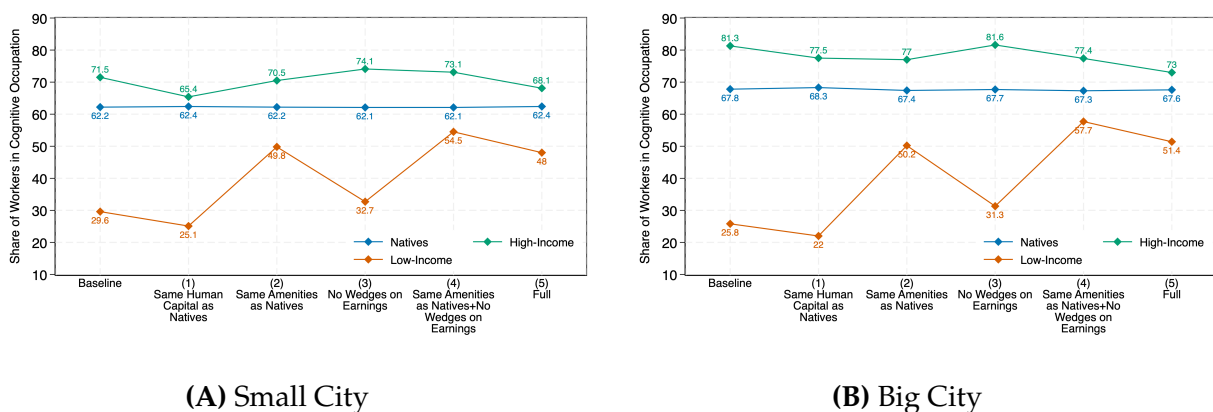 Share of Workers in Cognitive Occupation
90
80
70
60
50
40
30
20
10
71.5
65.4
70.5
74.1
73.1
68.1
62.2
62.4
62.2
62.1
62.1
62.4
29.6
25.1
49.8
32.7
54.5
48
Natives
High-Income
Low-Income
Baseline
(1)
Same Human
Capital as
Natives
(2)
Same Amenities
as Natives
(3)
No Wedges on
Earnings
(4)
Same Amenities
as Natives+No
Wedges on
Earnings
(5)
Full
(A) Small City
Share of Workers in Cognitive Occupation
90
80
70
60
50
40
30
20
10
81.3
77.5
77
81.6
77.4
73
67.8
68.3
67.4
67.7
67.3
67.6
25.8
22
50.2
31.3
57.7
51.4
Natives
High-Income
Low-Income
Baseline
(1)
Same Human
Capital as
Natives
(2)
Same Amenities
as Natives
(3)
No Wedges on
Earnings
(4)
Same Amenities
as Natives+No
Wedges on
Earnings
(5)
Full
(B) Big City